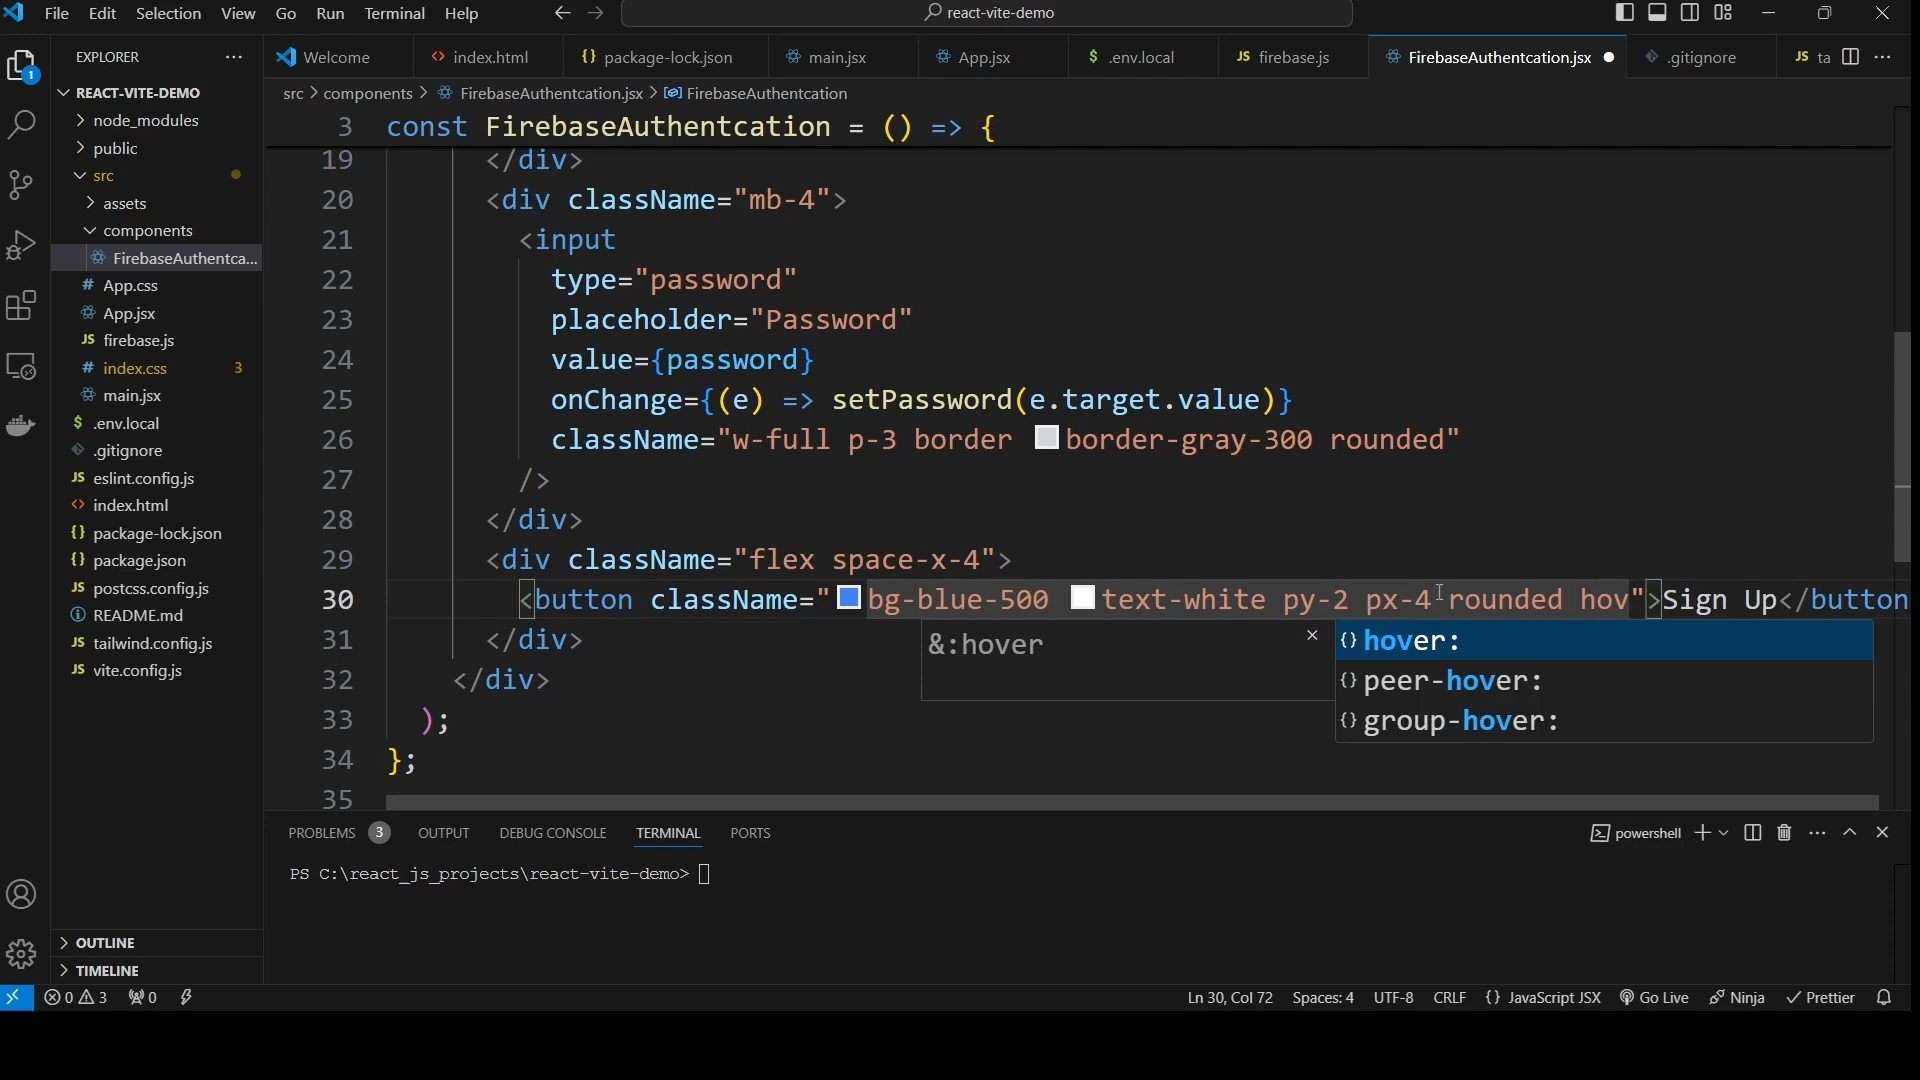 File Edit Selection View Go Run Terminal Help
react-vite-demo
EXPLORER
Welcome
index.html
{} package-lock.json
main.jsx
App.jsx
$ .env.local
JS firebase.js
FirebaseAuthentcation.jsx
.gitignore
JS ta
1
src > components > FirebaseAuthentcation.jsx > FirebaseAuthentcation
REACT-VITE-DEMO
node_modules
public
src
assets
components
FirebaseAuthentca...
# App.css
App.jsx
JS firebase.js
# index.css 3
main.jsx
$ .env.local
.gitignore
JS eslint.config.js
<> index.html
{} package-lock.json
{} package.json
JS postcss.config.js
README.md
JS tailwind.config.js
JS vite.config.js
OUTLINE
TIMELINE
3 const FirebaseAuthentcation = () => {
19 </div>
20 <div className="mb-4">
21 <input
22 type="password"
23 placeholder="Password"
24 value={password}
25 onChange={(e) => setPassword(e.target.value)}
26 className="w-full p-3 border border-gray-300 rounded"
27 />
28 </div>
29 <div className="flex space-x-4">
30 <button className="bg-blue-500 text-white py-2 px-4 rounded hov">Sign Up</button
31 </div>
32 </div>
33 );
34 };
35
&:hover
{} hover:
{} peer-hover:
{} group-hover:
PROBLEMS 3 OUTPUT DEBUG CONSOLE TERMINAL PORTS
powershell
PS C:\react_js_projects\react-vite-demo>
0 3 0
Ln 30, Col 72 Spaces: 4 UTF-8 CRLF {} JavaScript JSX Go Live Ninja Prettier